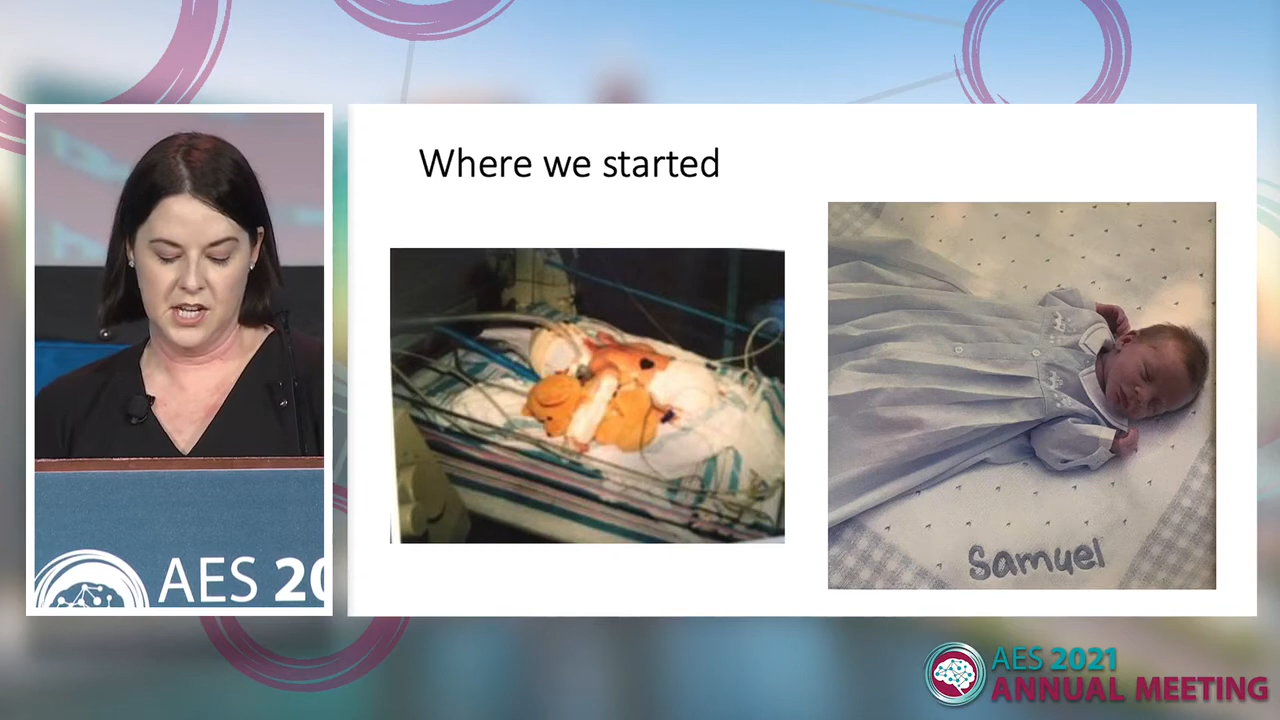 Where we started
Samuel
AES 20
AES 2021
ANNUAL MEETING